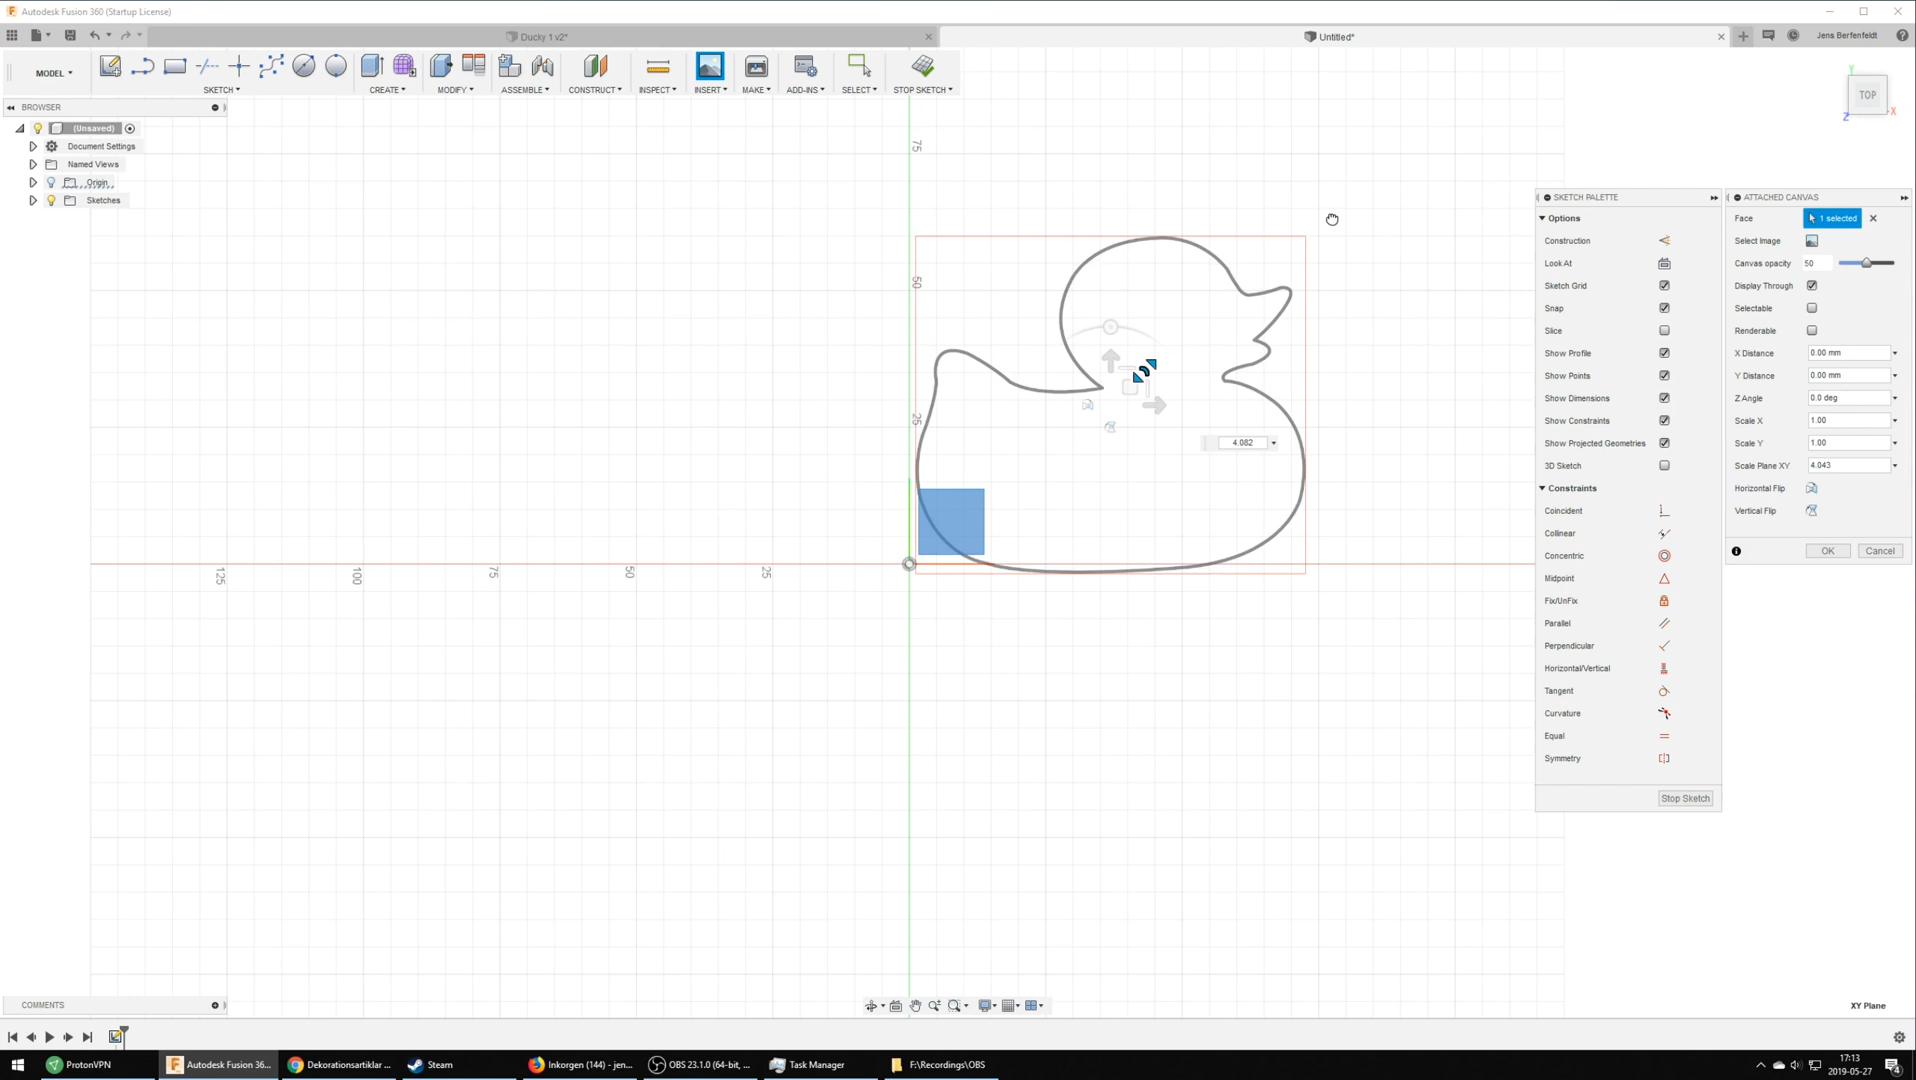 Autodesk Fusion 360 (Startup License)
Ducky 1 v2*
Untitled*
Jens Berfenfeldt
MODEL
SKETCH
CREATE
MODIFY
ASSEMBLE
CONSTRUCT
INSPECT
INSERT
MAKE
ADD-INS
SELECT
STOP SKETCH
BROWSER
(Unsaved)
Document Settings
Named Views
Origin
Sketches
Y
TOP
X
Z
75
50
25
125
100
75
50
25
4.082
SKETCH PALETTE
Options
Construction
Look At
Sketch Grid
Snap
Slice
Show Profile
Show Points
Show Dimensions
Show Constraints
Show Projected Geometries
3D Sketch
Constraints
Coincident
Collinear
Concentric
Midpoint
Fix/UnFix
Parallel
Perpendicular
Horizontal/Vertical
Tangent
Curvature
Equal
Symmetry
Stop Sketch
ATTACHED CANVAS
Face 1 selected
Select Image
Canvas opacity 50
Display Through
Selectable
Renderable
X Distance 0.00 mm
Y Distance 0.00 mm
Z Angle 0.0 deg
Scale X 1.00
Scale Y 1.00
Scale Plane XY 4.043
Horizontal Flip
Vertical Flip
OK Cancel
COMMENTS
XY Plane
ProtonVPN
Autodesk Fusion 36...
Dekorationsartiklar ...
Steam
Inkorgen (144) - jen...
OBS 23.1.0 (64-bit, ...
Task Manager
F:\Recordings\OBS
17:13
2019-05-27
4